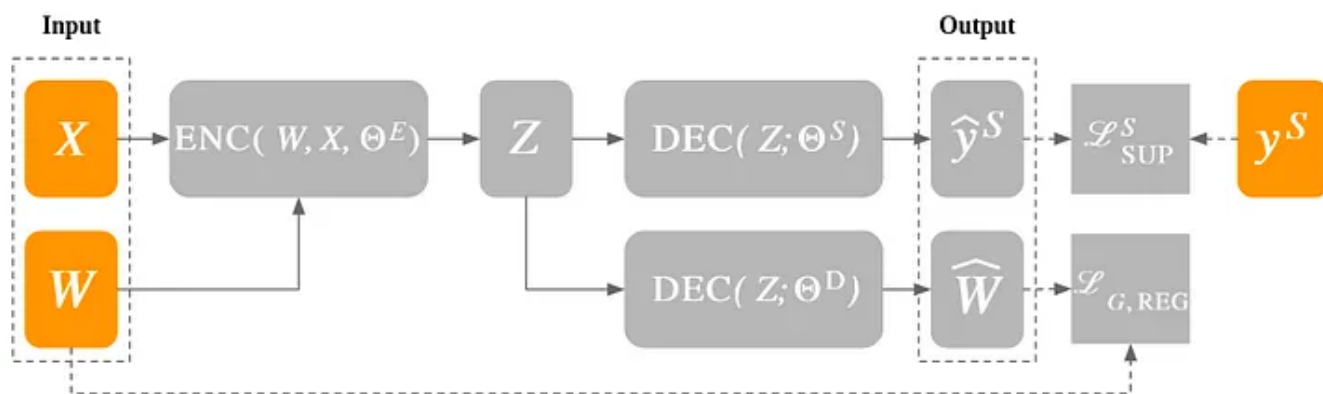 Input Output
X ENC( W, X, Θ^E) Z DEC( Z; Θ^S) ŷ^S ℒ^S_SUP y^S
W DEC( Z; Θ^D) Ŵ ℒ_G, REG